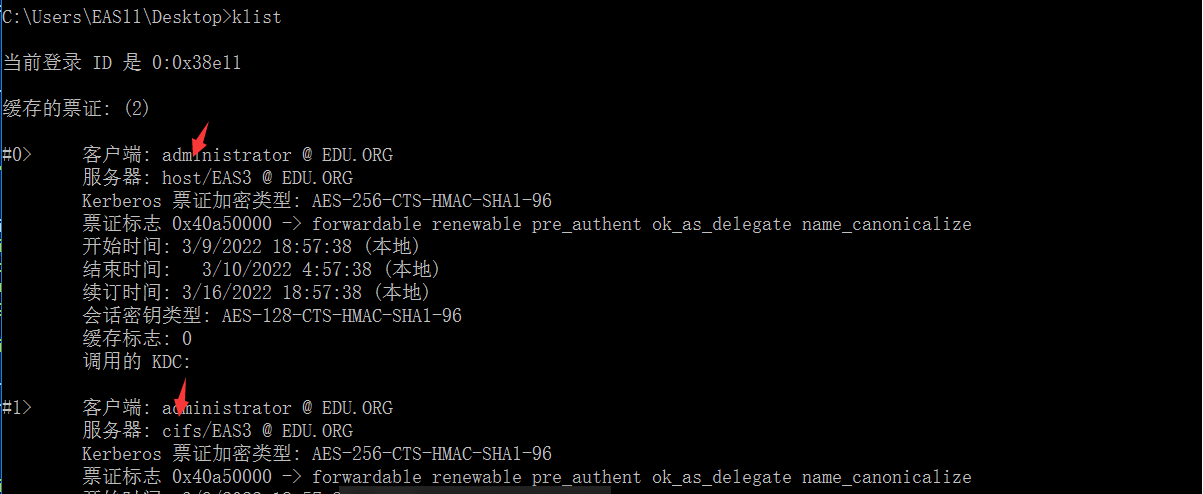 C:\Users\EAS11\Desktop>klist
当前登录 ID 是 0:0x38e11
缓存的票证: (2)
#0> 客户端: administrator @ EDU.ORG
服务器: host/EAS3 @ EDU.ORG
Kerberos 票证加密类型: AES-256-CTS-HMAC-SHA1-96
票证标志 0x40a50000 -> forwardable renewable pre_authent ok_as_delegate name_canonicalize
开始时间: 3/9/2022 18:57:38 (本地)
结束时间: 3/10/2022 4:57:38 (本地)
续订时间: 3/16/2022 18:57:38 (本地)
会话密钥类型: AES-128-CTS-HMAC-SHA1-96
缓存标志: 0
调用的 KDC:
#1> 客户端: administrator @ EDU.ORG
服务器: cifs/EAS3 @ EDU.ORG
Kerberos 票证加密类型: AES-256-CTS-HMAC-SHA1-96
票证标志 0x40a50000 -> forwardable renewable pre_authent ok_as_delegate name_canonicalize